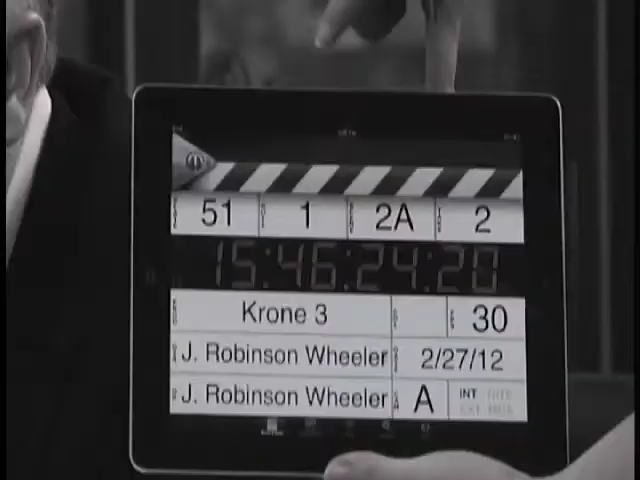 51 1 2A 2
15:46:24:20
Krone 3 30
J. Robinson Wheeler 2/27/12
J. Robinson Wheeler A INT